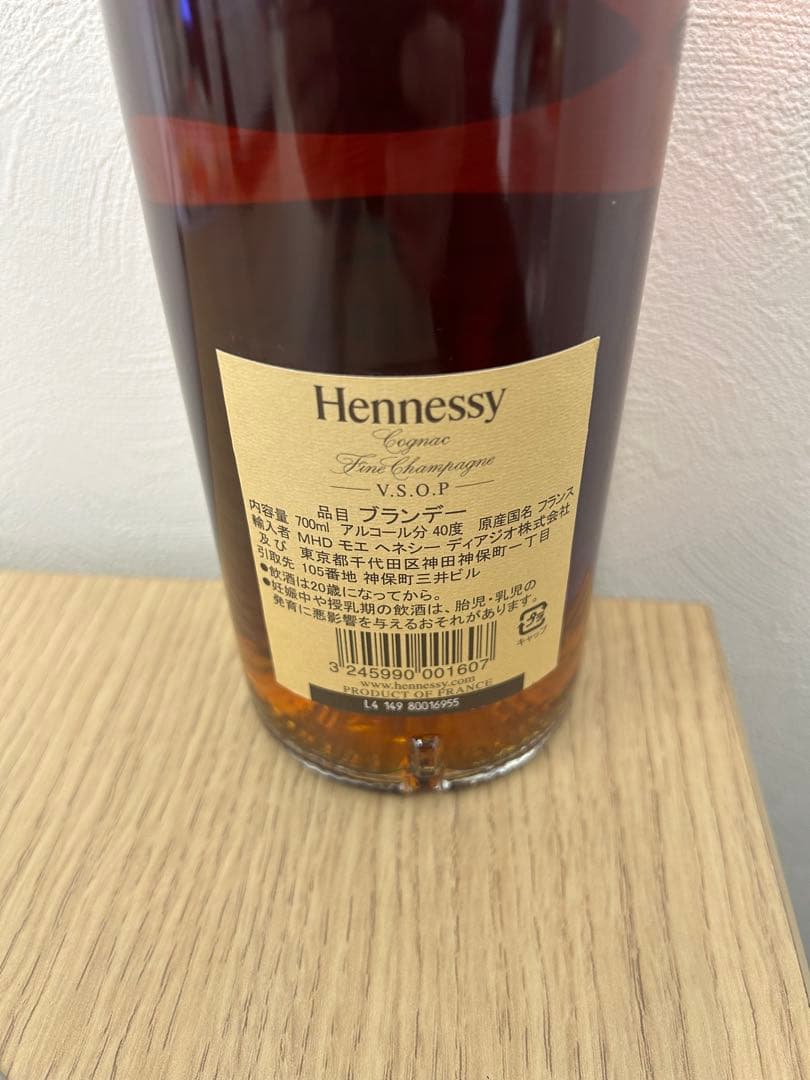 Hennessy
Cognac
Fine Champagne
V.S.O.P
品目 ブランデー
内容量 700ml アルコール分 40度 原産国名 フランス
輸入者 MHD モエ ヘネシー ディアジオ株式会社
及び 東京都千代田区神田神保町一丁目
引取先 105番地 神保町三井ビル
●飲酒は20歳になってから。
●妊娠中や授乳期の飲酒は、胎児・乳児の
発育に悪影響を与えるおそれがあります。
キャップ
3 245990 001607
www.hennessy.com
PRODUCT OF FRANCE
L4 149 80016955